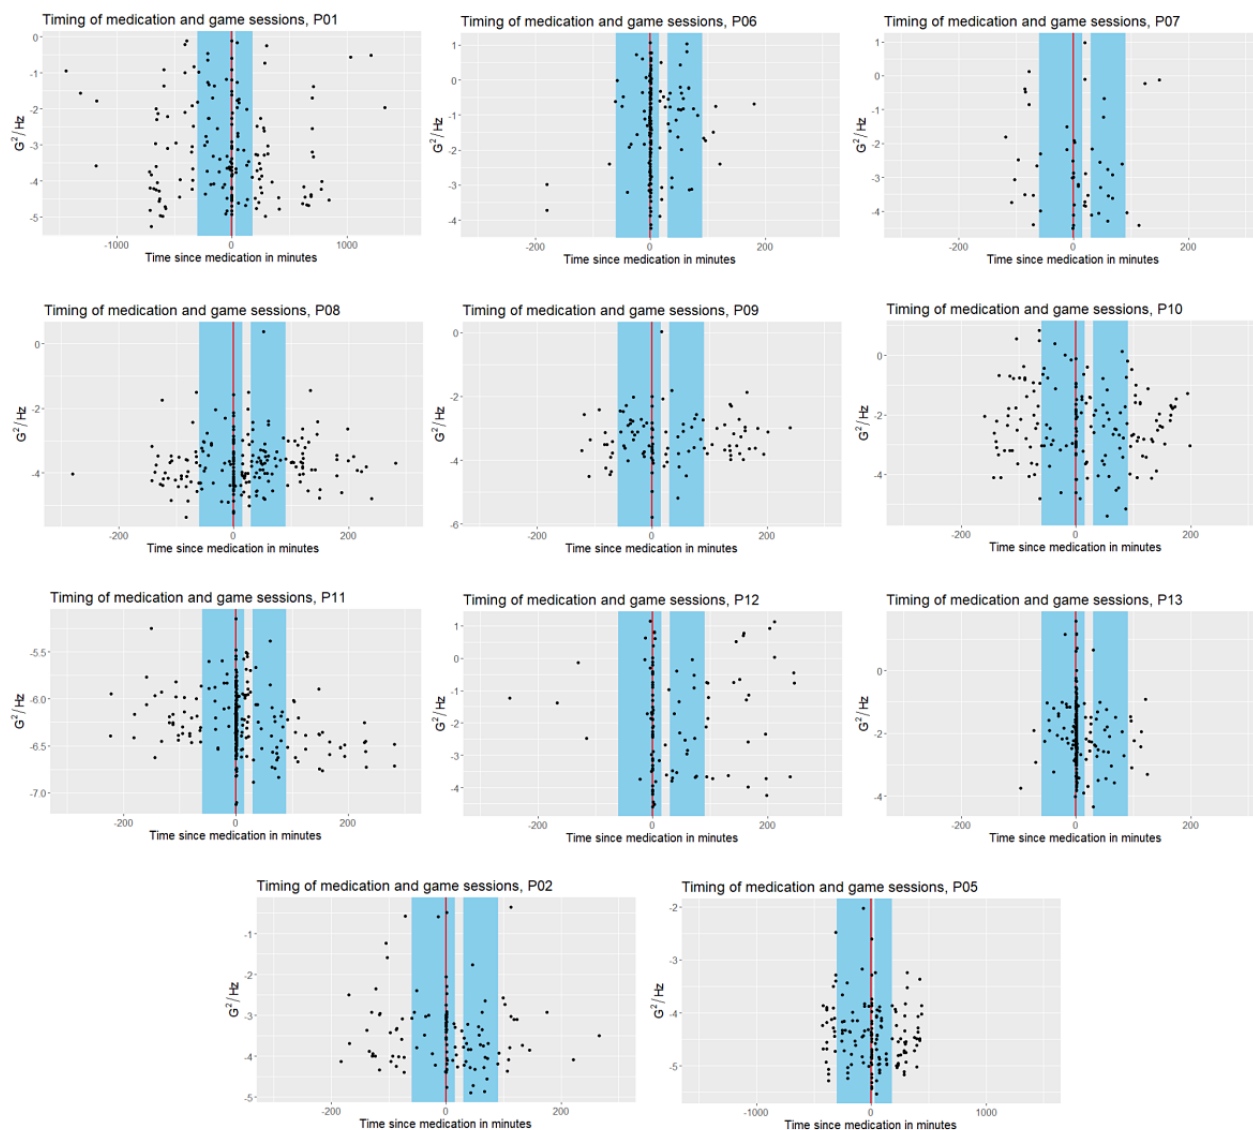 Timing of medication and game sessions, P01
0
-1
-2
-3
-4
-5
G²/Hz
-1000 0 1000
Time since medication in minutes
Timing of medication and game sessions, P06
1
0
-1
-2
-3
-4
G²/Hz
-200 0 200
Time since medication in minutes
Timing of medication and game sessions, P07
1
0
-1
-2
-3
-4
G²/Hz
-200 0 200
Time since medication in minutes
Timing of medication and game sessions, P08
0
-2
-4
G²/Hz
-200 0 200
Time since medication in minutes
Timing of medication and game sessions, P09
0
-2
-4
-6
G²/Hz
-200 0 200
Time since medication in minutes
Timing of medication and game sessions, P10
0
-2
-4
G²/Hz
-200 0 200
Time since medication in minutes
Timing of medication and game sessions, P11
-5.5
-6.0
-6.5
-7.0
G²/Hz
-200 0 200
Time since medication in minutes
Timing of medication and game sessions, P12
1
0
-1
-2
-3
-4
G²/Hz
-200 0 200
Time since medication in minutes
Timing of medication and game sessions, P13
0
-2
-4
G²/Hz
-200 0 200
Time since medication in minutes
Timing of medication and game sessions, P02
-1
-2
-3
-4
-5
G²/Hz
-200 0 200
Time since medication in minutes
Timing of medication and game sessions, P05
-2
-3
-4
-5
G²/Hz
-1000 0 1000
Time since medication in minutes